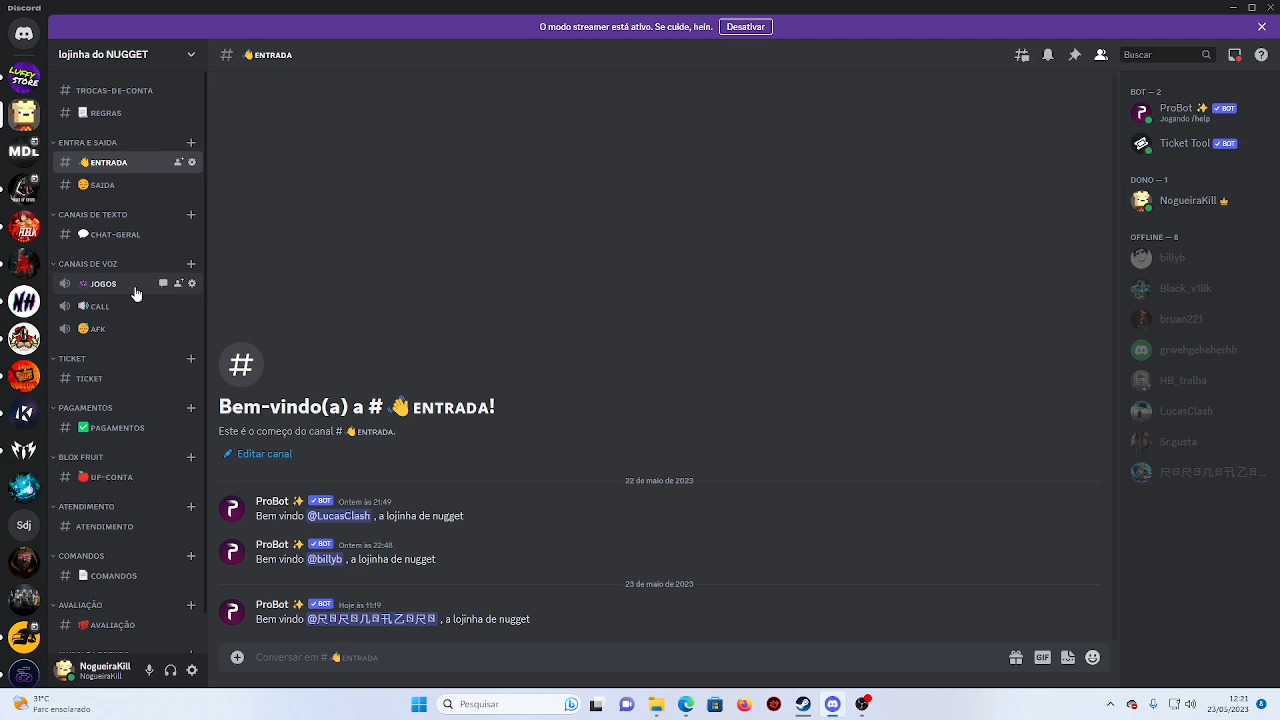 Discord
O modo streamer está ativo. Se cuide, hein.
Desativar
lojinha do NUGGET
👋ENTRADA
Buscar
TROCAS-DE-CONTA
REGRAS
ENTRA E SAIDA
ENTRADA
SAIDA
CANAIS DE TEXTO
CHAT-GERAL
CANAIS DE VOZ
JOGOS
CALL
AFK
TICKET
TICKET
PAGAMENTOS
PAGAMENTOS
BLOX FRUIT
UP-CONTA
ATENDIMENTO
ATENDIMENTO
COMANDOS
COMANDOS
AVALIAÇÃO
AVALIAÇÃO
LUFFY STORE
MDL
NH
Sdj
NogueiraKill
NogueiraKill
Bem-vindo(a) a # 👋ENTRADA!
Este é o começo do canal # 👋ENTRADA.
Editar canal
22 de maio de 2023
ProBot ✨ ✓ BOT Ontem às 21:49
Bem vindo @LucasClash , a lojinha de nugget
ProBot ✨ ✓ BOT Ontem às 22:48
Bem vindo @billyb , a lojinha de nugget
23 de maio de 2023
ProBot ✨ ✓ BOT Hoje às 11:19
, a lojinha de nugget
Conversar em # 👋ENTRADA
GIF
BOT — 2
ProBot ✨ ✓ BOT
Jogando /help
Ticket Tool ✓ BOT
DONO — 1
NogueiraKill
OFFLINE — 8
billyb
Black_v18k
bruan221
grwehgeheherhh
HB_tralha
LucasClash
Sr.gusta
31°C
Parc ensolarado
Pesquisar
12:21
23/05/2023
8